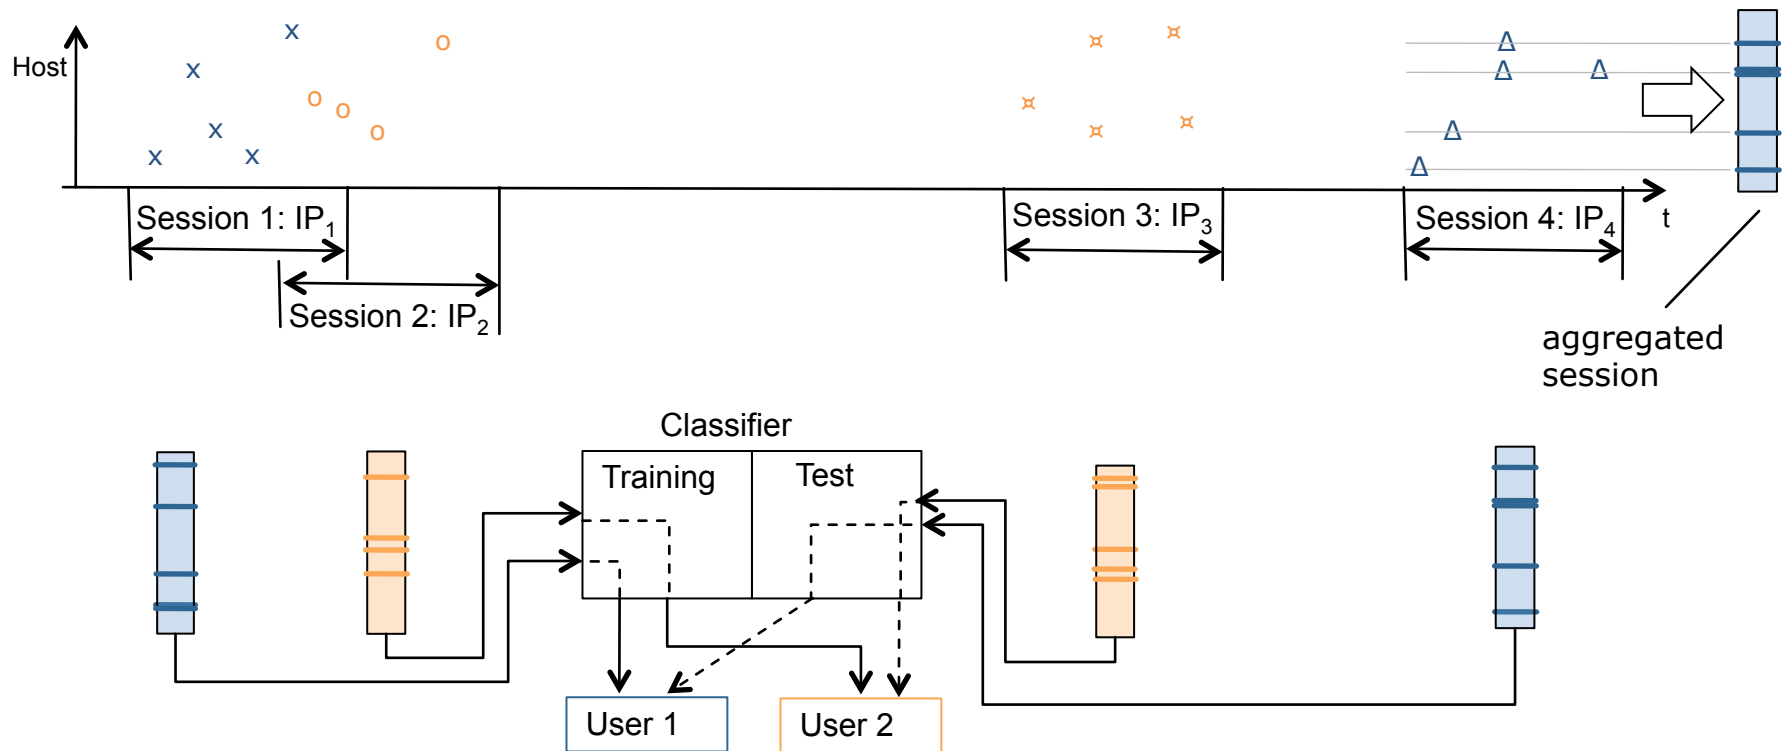 Host
x x x x x
o o o o
¤ ¤ ¤ ¤ ¤
Δ Δ Δ Δ Δ
Session 1: IP₁
Session 2: IP₂
Session 3: IP₃
Session 4: IP₄
t
aggregated
session
Classifier
Training
Test
User 1
User 2